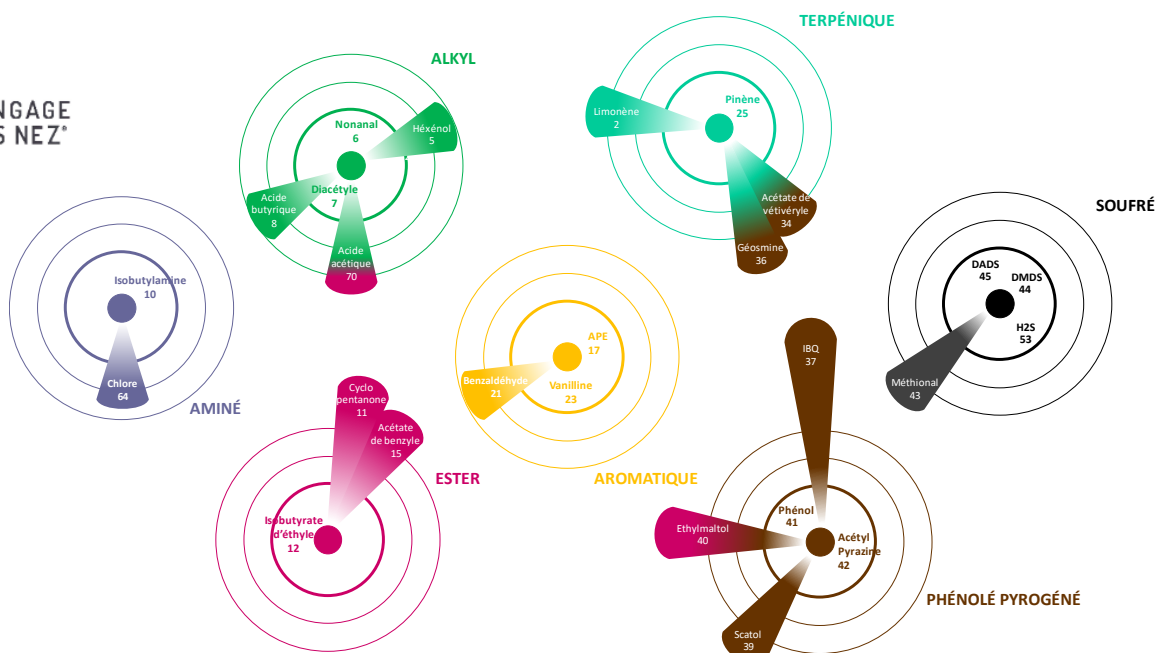 NGAGE
S NEZ®
ALKYL
Nonanal
6
Héxénol
5
Diacétyle
7
Acide
butyrique
8
Acide
acétique
70
TERPÉNIQUE
Pinène
25
Limonène
2
Acétate de
vétivéryle
34
Géosmine
36
SOUFRÉ
DADS
45
DMDS
44
H2S
53
Méthional
43
Isobutylamine
10
Chlore
64
AMINÉ
APE
17
Benzaldéhyde
21
Vanilline
23
AROMATIQUE
Cyclo
pentanone
11
Acétate
de benzyle
15
ESTER
Isobutyrate
d'éthyle
12
IBQ
37
Phénol
41
Ethylmaltol
40
Acétyl
Pyrazine
42
Scatol
39
PHÉNOLÉ PYROGÉNÉ